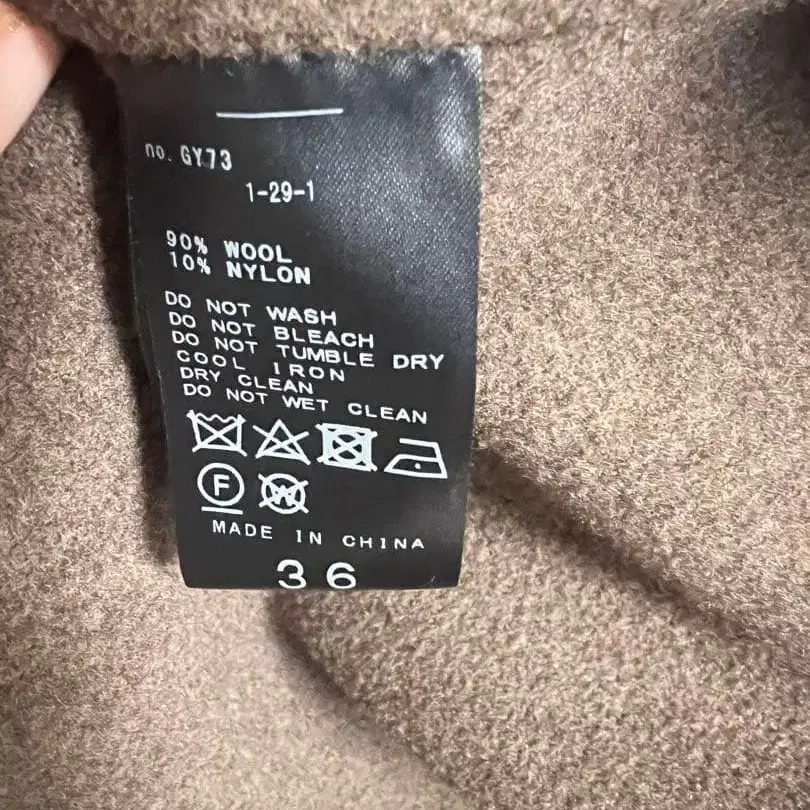 no. GY73
1-29-1
90% WOOL
10% NYLON
DO NOT WASH
DO NOT BLEACH
DO NOT TUMBLE DRY
COOL IRON
DRY CLEAN
DO NOT WET CLEAN
F W
MADE IN CHINA
36